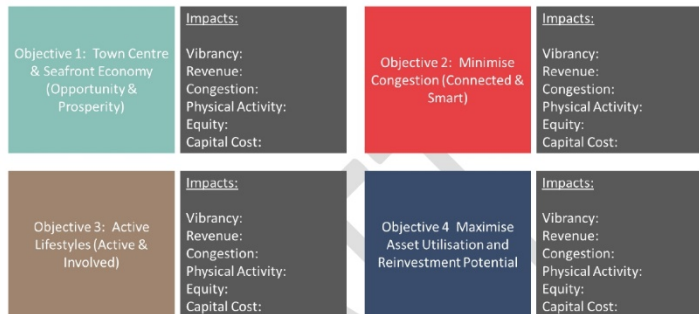 Objective 1: Town Centre
& Seafront Economy
(Opportunity &
Prosperity)
Impacts:
Vibrancy:
Revenue:
Congestion:
Physical Activity:
Equity:
Capital Cost:
Objective 2: Minimise
Congestion (Connected &
Smart)
Impacts:
Vibrancy:
Revenue:
Congestion:
Physical Activity:
Equity:
Capital Cost:
Objective 3: Active
Lifestyles (Active &
Involved)
Impacts:
Vibrancy:
Revenue:
Congestion:
Physical Activity:
Equity:
Capital Cost:
Objective 4 Maximise
Asset Utilisation and
Reinvestment Potential
Impacts:
Vibrancy:
Revenue:
Congestion:
Physical Activity:
Equity:
Capital Cost: